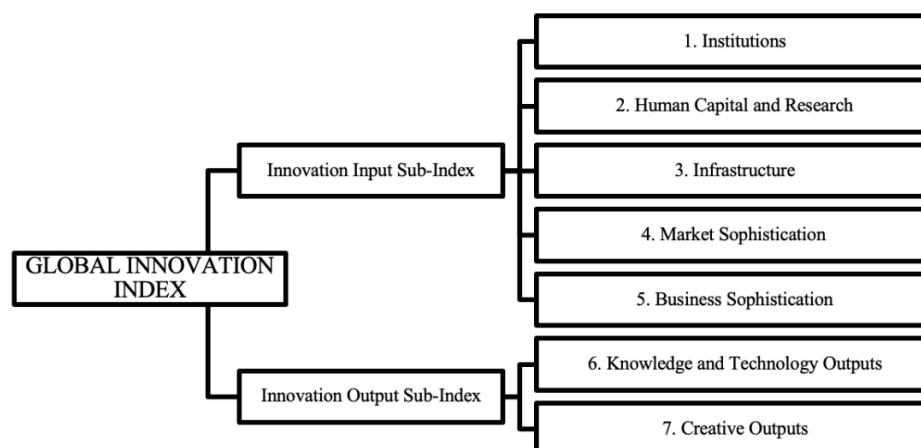 1. Institutions
2. Human Capital and Research
Innovation Input Sub-Index
3. Infrastructure
4. Market Sophistication
GLOBAL INNOVATION
INDEX
5. Business Sophistication
6. Knowledge and Technology Outputs
Innovation Output Sub-Index
7. Creative Outputs